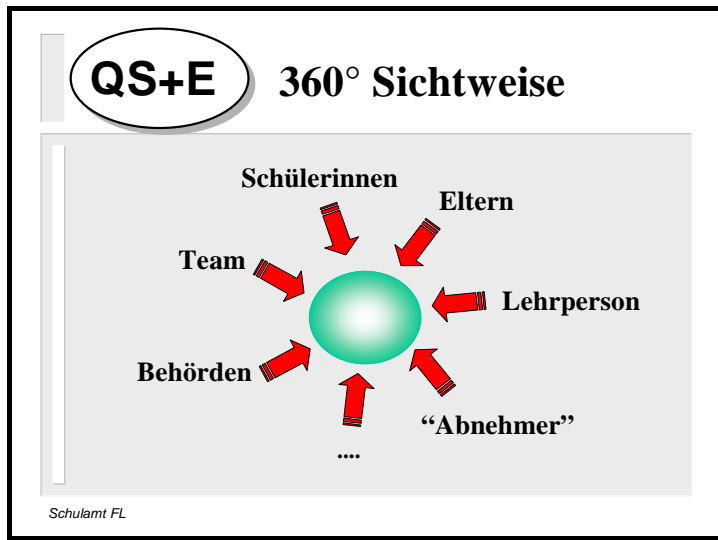 QS+E
360° Sichtweise
Schülerinnen
Eltern
Team
Lehrperson
Behörden
“Abnehmer”
....
Schulamt FL